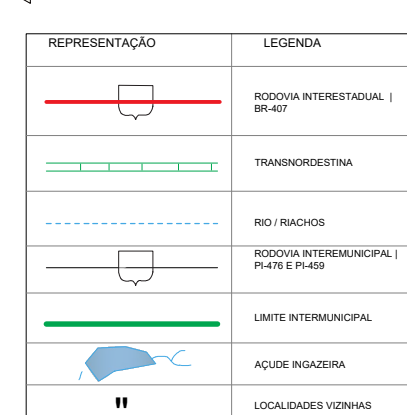 REPRESENTAÇÃO LEGENDA
RODOVIA INTERESTADUAL |
BR-407
TRANSNORDESTINA
RIO / RIACHOS
RODOVIA INTEREMUNICIPAL |
PI-476 E PI-459
LIMITE INTERMUNICIPAL
AÇUDE INGAZEIRA
" LOCALIDADES VIZINHAS